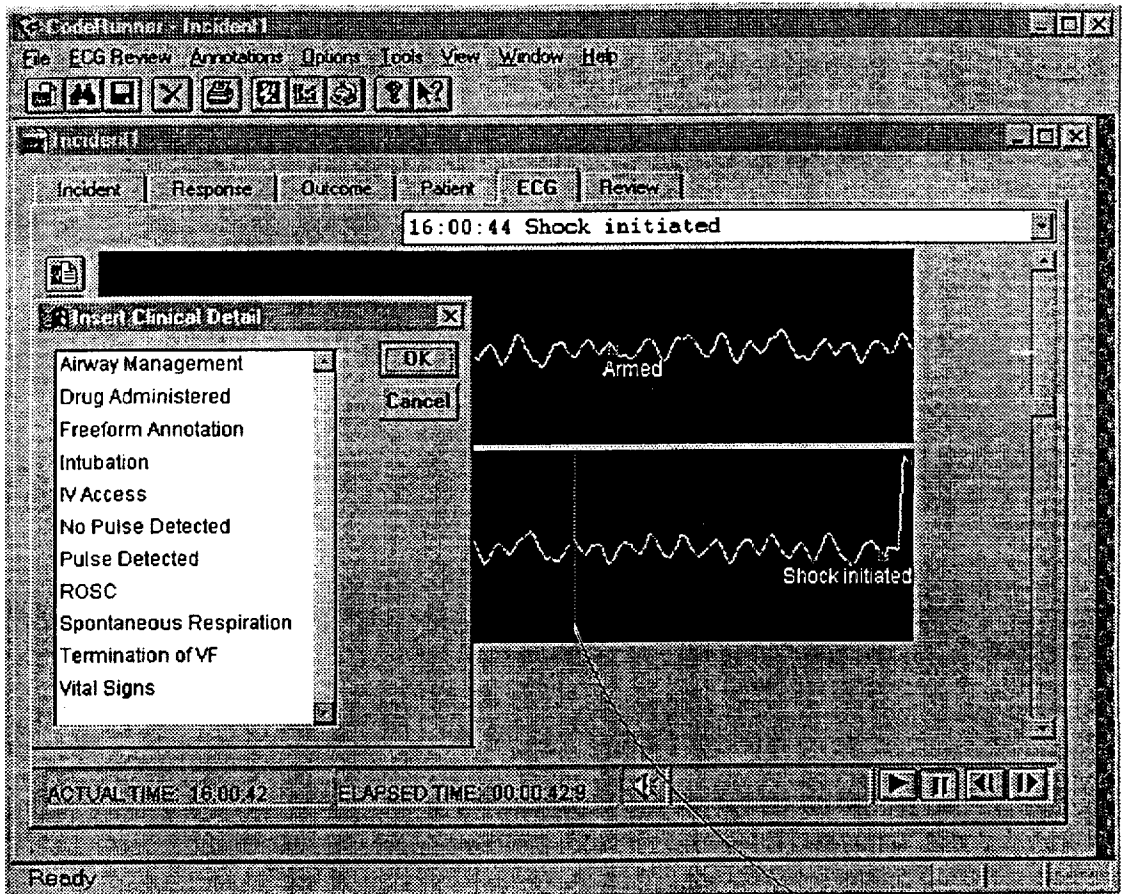 CodeRunner - Incident1
File ECG Review Annotations Options Tools View Window Help
Incident1
Incident Response Outcome Patient ECG Review
16:00:44 Shock initiated
Insert Clinical Detail
Airway Management
Drug Administered
Freeform Annotation
Intubation
IV Access
No Pulse Detected
Pulse Detected
ROSC
Spontaneous Respiration
Termination of VF
Vital Signs
OK
Cancel
Armed
Shock initiated
ACTUAL TIME: 16:00:42 ELAPSED TIME: 00:00:42.9
Ready